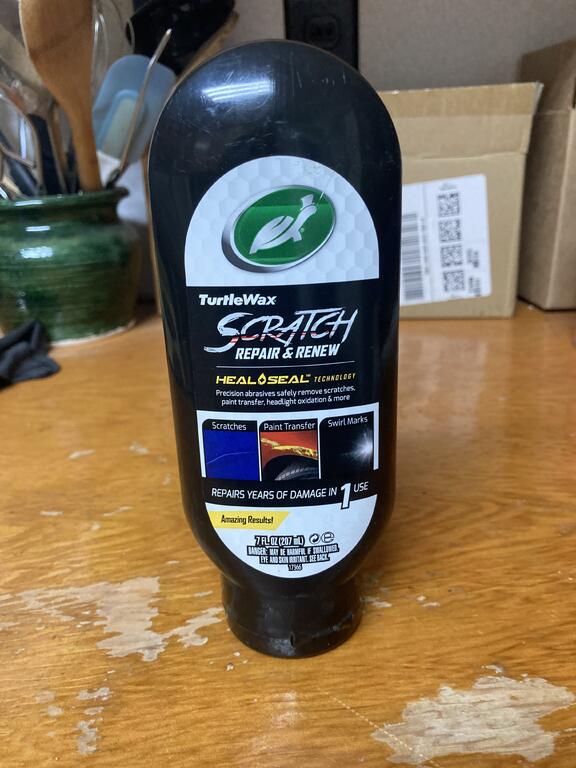 TurtleWax
SCRATCH
REPAIR & RENEW
HEAL SEAL™ TECHNOLOGY
Precision abrasives safely remove scratches,
paint transfer, headlight oxidation & more
Scratches Paint Transfer Swirl Marks
REPAIRS YEARS OF DAMAGE IN 1 USE
Amazing Results!
7 FL. OZ (207 mL)
DANGER: MAY BE HARMFUL IF SWALLOWED.
EYE AND SKIN IRRITANT. SEE BACK.